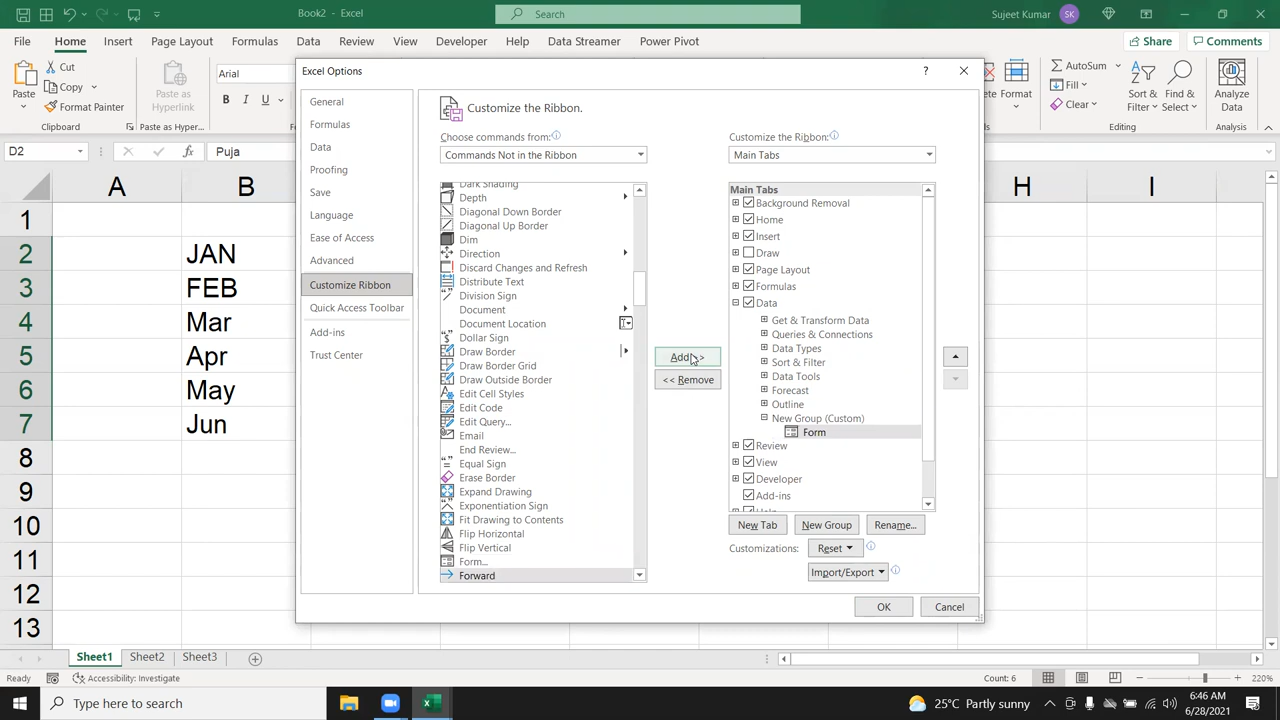 Book2 - Excel
Search
Sujeet Kumar
SK
File
Home
Insert
Page Layout
Formulas
Data
Review
View
Developer
Help
Data Streamer
Power Pivot
Share
Comments
Paste
Cut
Copy
Format Painter
Clipboard
Paste as
Hyperlink
Arial
B I U
Format
AutoSum
Fill
Clear
Sort &
Filter
Find &
Select
Editing
Analyze
Data
Analysis
D2
fx
Puja
A B H I
1
2 JAN
3 FEB
4 Mar
5 Apr
6 May
7 Jun
8
9
10
11
12
13
Excel Options
?
General
Formulas
Data
Proofing
Save
Language
Ease of Access
Advanced
Customize Ribbon
Quick Access Toolbar
Add-ins
Trust Center
Customize the Ribbon.
Choose commands from:
Commands Not in the Ribbon
Dark Shading
Depth
Diagonal Down Border
Diagonal Up Border
Dim
Direction
Discard Changes and Refresh
Distribute Text
Division Sign
Document
Document Location
Dollar Sign
Draw Border
Draw Border Grid
Draw Outside Border
Edit Cell Styles
Edit Code
Edit Query...
Email
End Review...
Equal Sign
Erase Border
Expand Drawing
Exponentiation Sign
Fit Drawing to Contents
Flip Horizontal
Flip Vertical
Form...
Forward
Add >>
<< Remove
Customize the Ribbon:
Main Tabs
Main Tabs
Background Removal
Home
Insert
Draw
Page Layout
Formulas
Data
Get & Transform Data
Queries & Connections
Data Types
Sort & Filter
Data Tools
Forecast
Outline
New Group (Custom)
Form
Review
View
Developer
Add-ins
Help
New Tab
New Group
Rename...
Customizations:
Reset
Import/Export
OK
Cancel
Sheet1
Sheet2
Sheet3
Ready
Accessibility: Investigate
Count: 6
220%
Type here to search
25°C Partly sunny
6:46 AM
6/28/2021